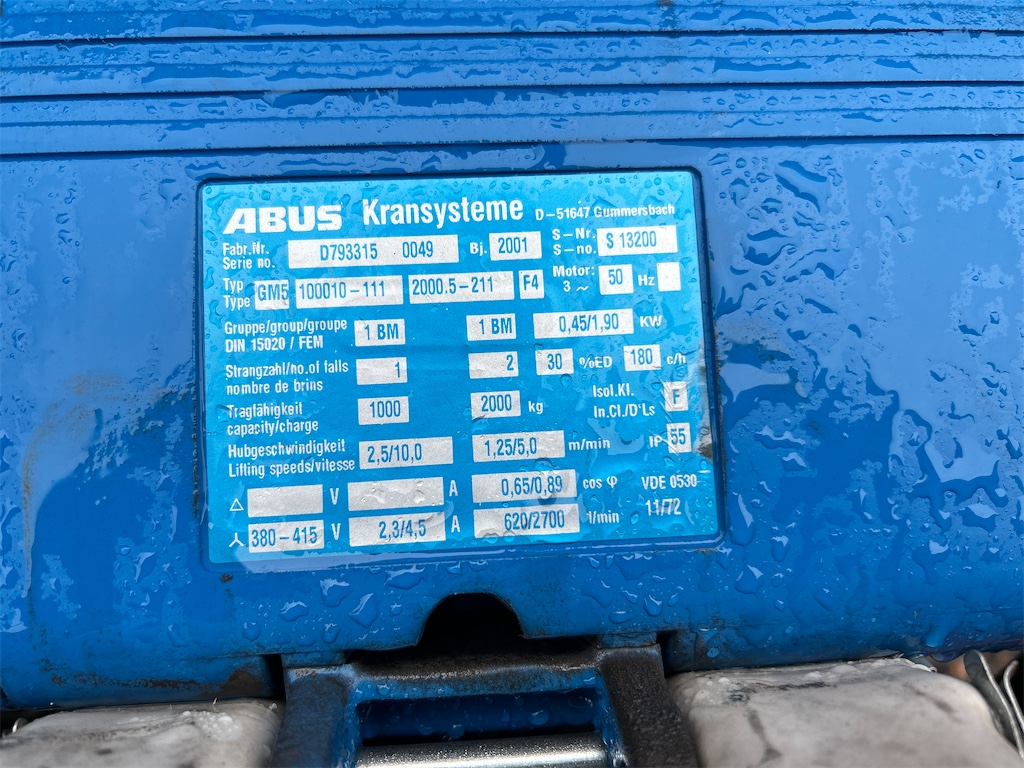 ABUS Kransysteme D-51647 Gummersbach
Fabr.Nr. Serie no. D793315 0049 Bj. 2001 S-Nr. S-no. S 13200
Typ Type GM5 100010-111 2000.5-211 F4 Motor: 3 ~ 50 Hz
Gruppe/group/groupe DIN 15020 / FEM 1 BM 1 BM 0,45/1,90 KW
Strangzahl/no.of falls nombre de brins 1 2 30 %ED 180 c/h
Tragfähigkeit capacity/charge 1000 2000 kg Isol.Kl. In.Cl./D'Ls F
Hubgeschwindigkeit Lifting speeds/vitesse 2,5/10,0 1,25/5,0 m/min IP 55
△ V A 0,65/0,89 cos φ VDE 0530
380-415 V 2,3/4,5 A 620/2700 1/min 11/72